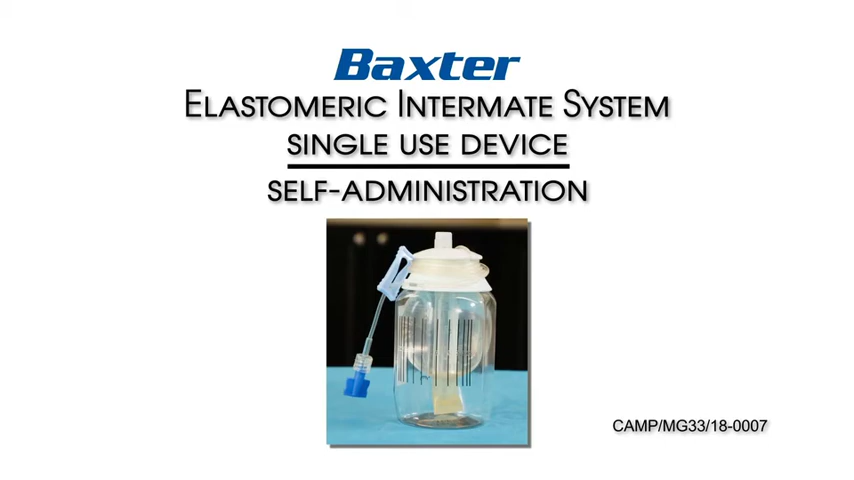 Baxter
Elastomeric Intermate System
single use device
self-administration
CAMP/MG33/18-0007